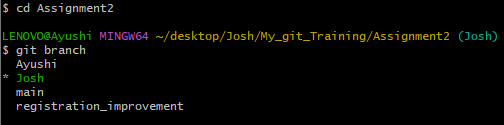 $ cd Assignment2
LENOVO@Ayushi MINGW64 ~/desktop/Josh/My_git_Training/Assignment2 (Josh)
$ git branch
  Ayushi
* Josh
  main
  registration_improvement